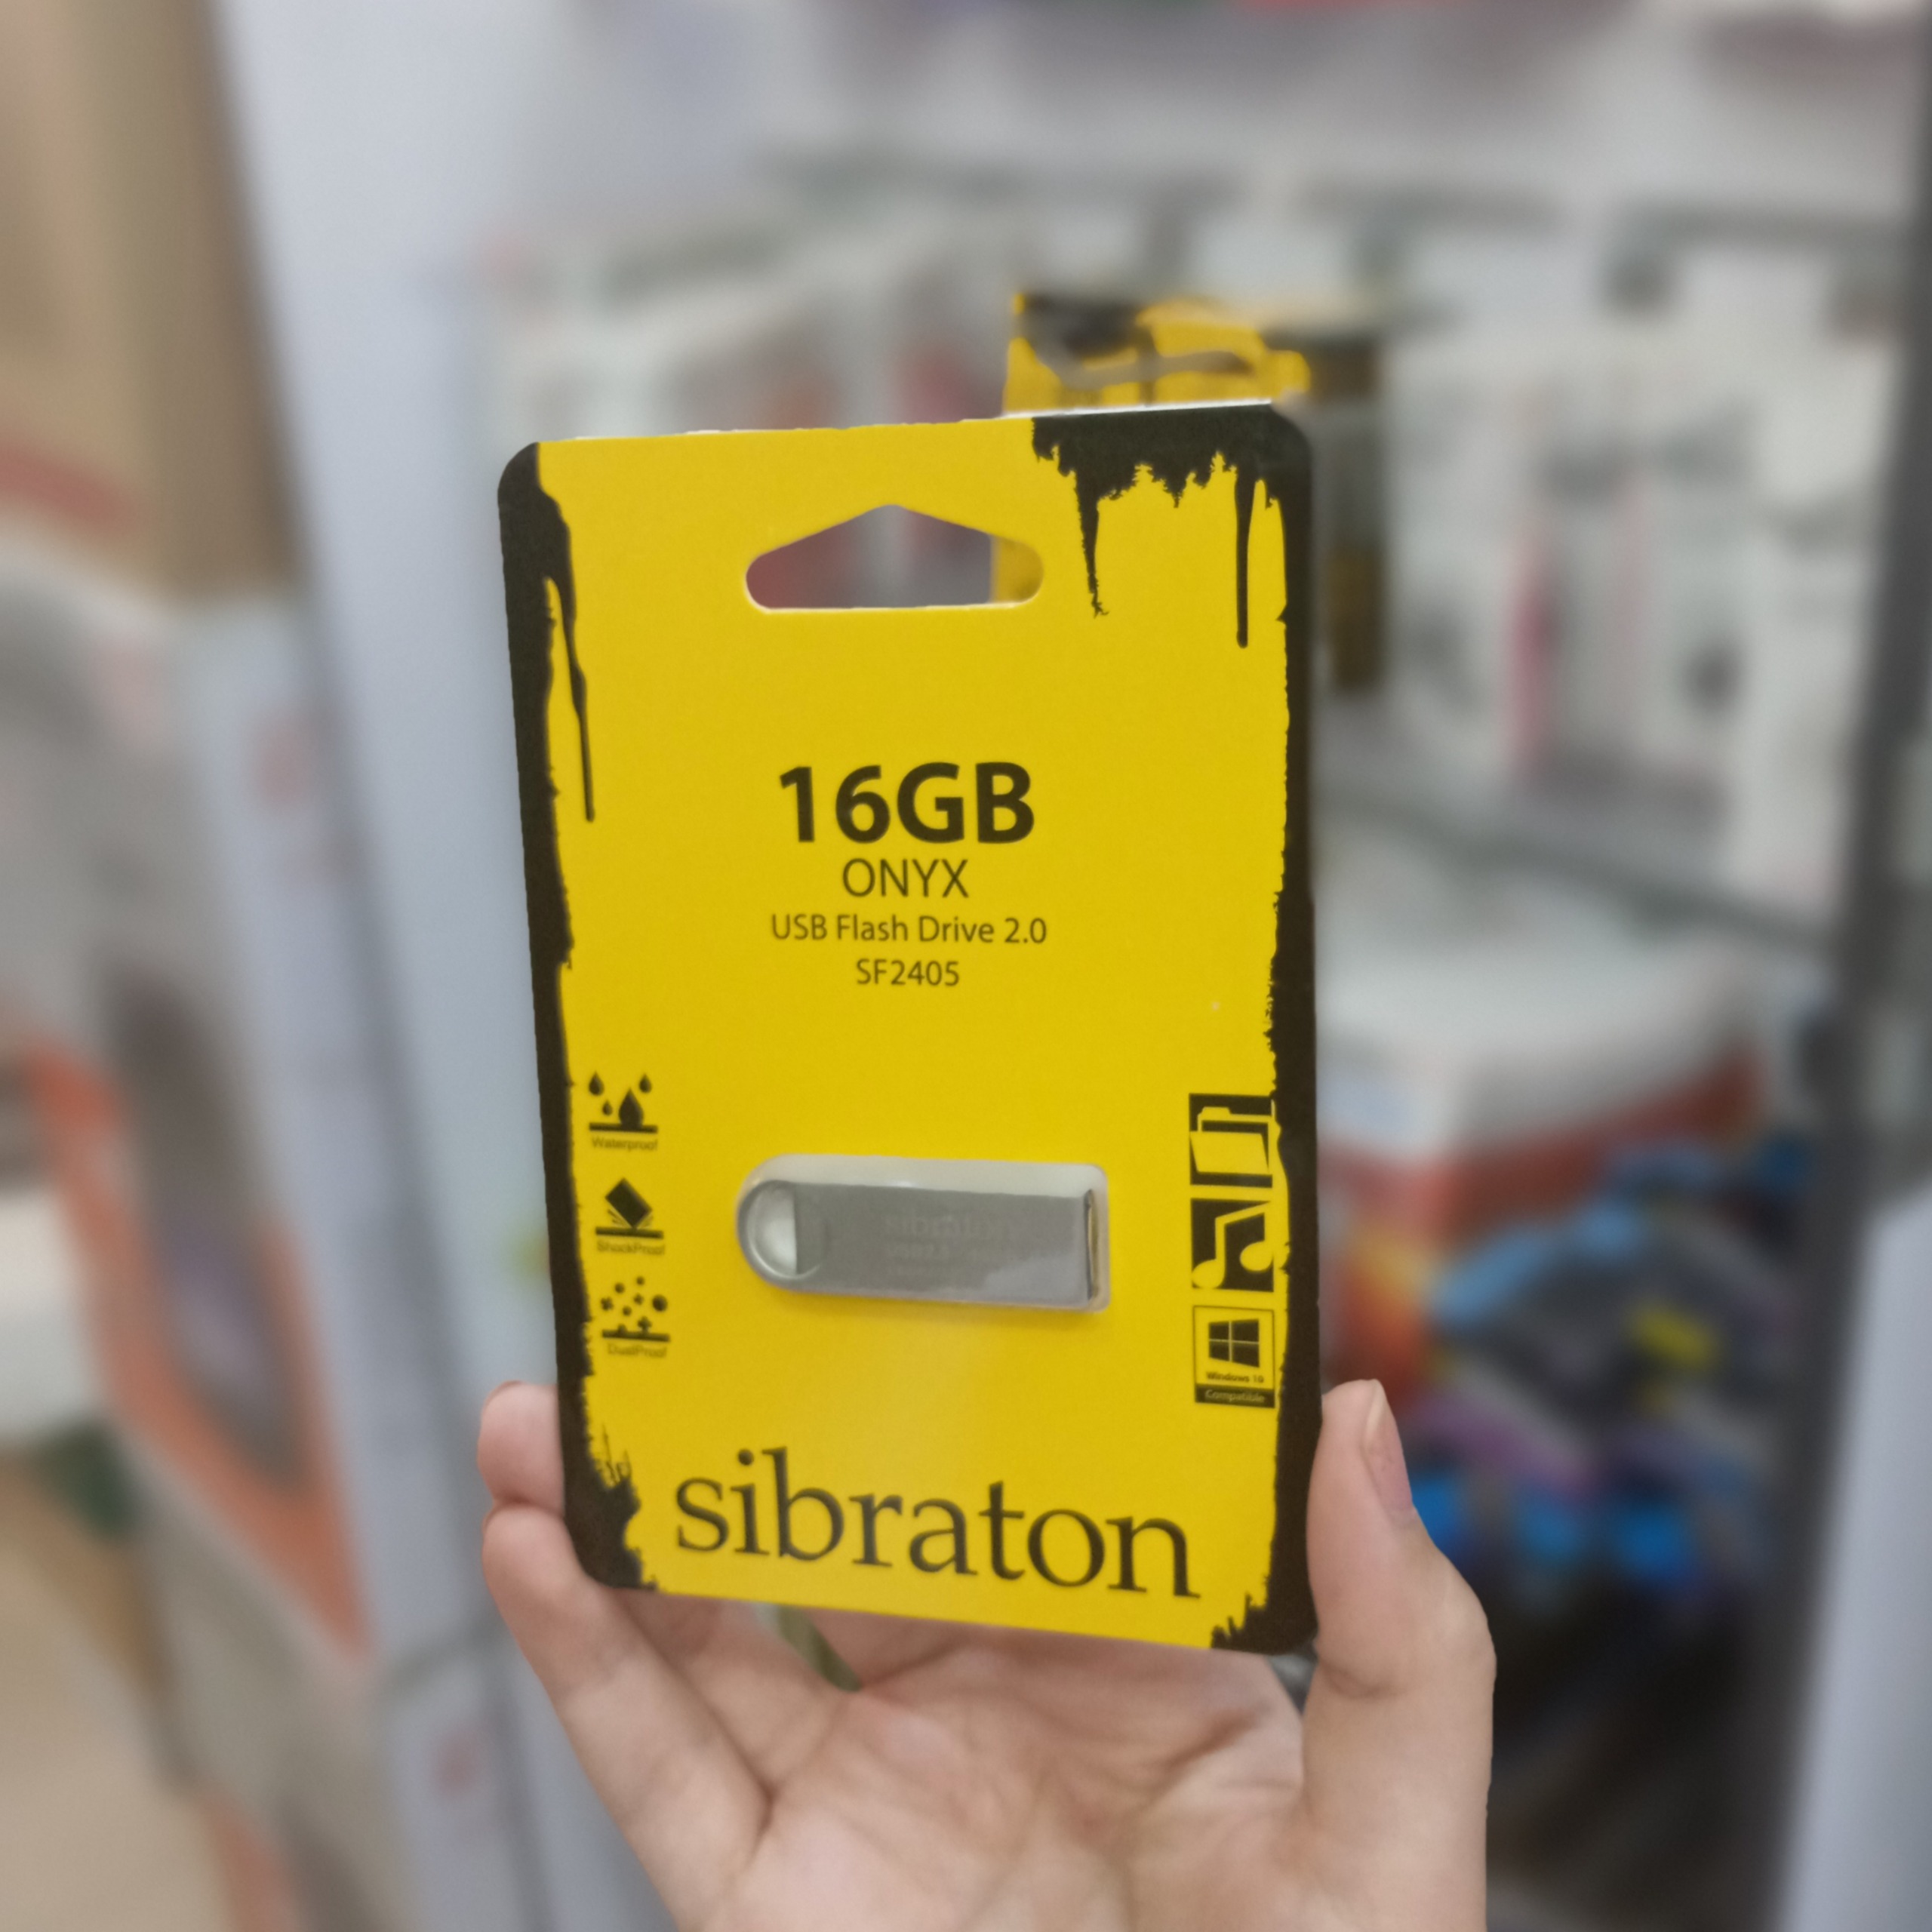 16GB
ONYX
USB Flash Drive 2.0
SF2405
Waterproof
ShockProof
DustProof
Windows 10
Compatible
sibraton